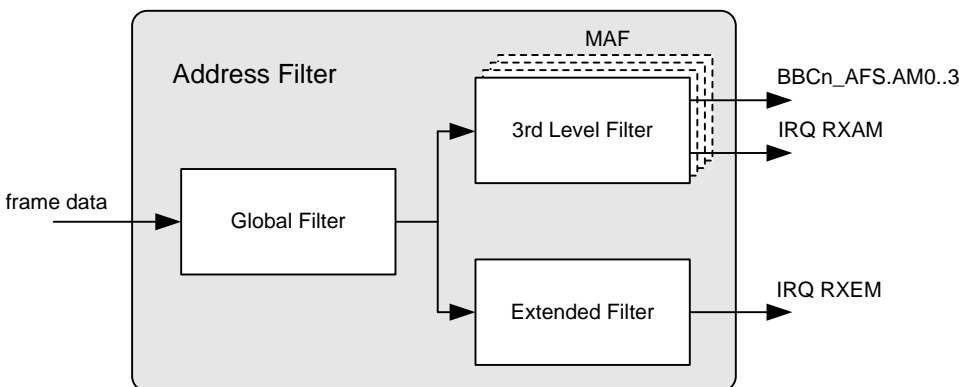 MAF
Address Filter
BBCn_AFS.AM0..3
3rd Level Filter
IRQ RXAM
frame data
Global Filter
IRQ RXEM
Extended Filter